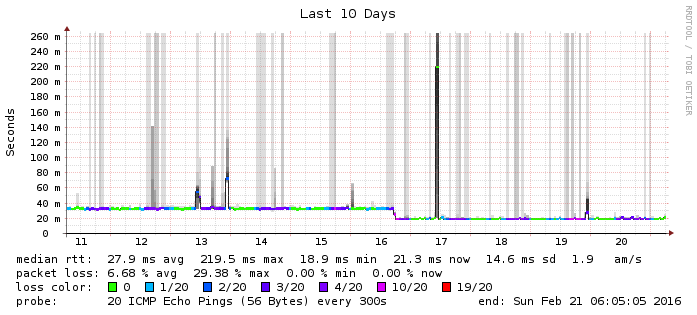 Last 10 Days
RRDTOOL / TOBI OETIKER
Seconds
260 m
240 m
220 m
200 m
180 m
160 m
140 m
120 m
100 m
80 m
60 m
40 m
20 m
0
11 12 13 14 15 16 17 18 19 20
median rtt: 27.9 ms avg 219.5 ms max 18.9 ms min 21.3 ms now 14.6 ms sd 1.9 am/s
packet loss: 6.68 % avg 29.38 % max 0.00 % min 0.00 % now
loss color: 0 1/20 2/20 3/20 4/20 10/20 19/20
probe: 20 ICMP Echo Pings (56 Bytes) every 300s end: Sun Feb 21 06:05:05 2016